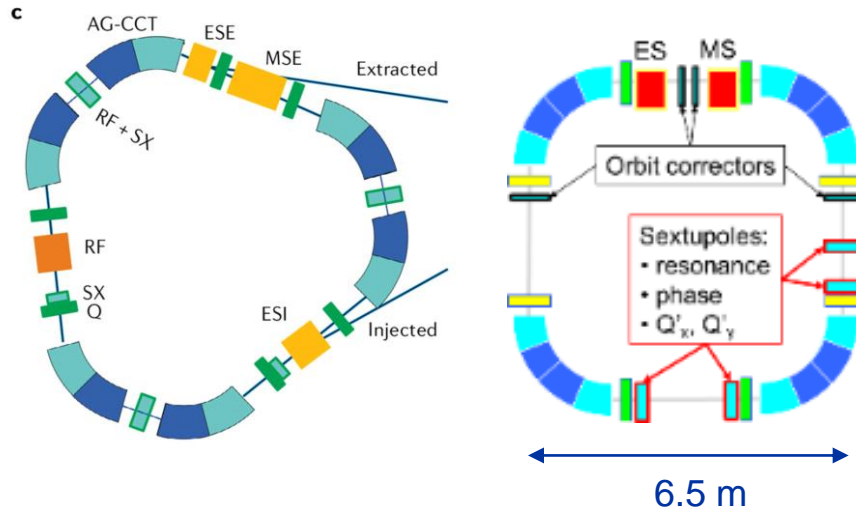 c
AG-CCT
ESE
MSE
Extracted
RF + SX
RF
SX
Q
ESI
Injected
ES
MS
Orbit correctors
Sextupoles:
• resonance
• phase
• Q'x, Q'y
6.5 m